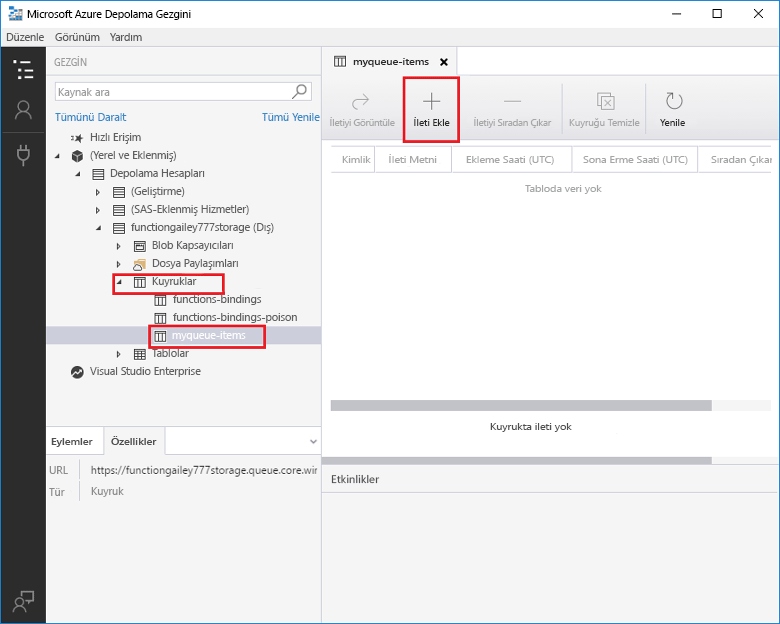 Microsoft Azure Depolama Gezgini
Düzenle Görünüm Yardım
GEZGİN
Kaynak ara
Tümünü Daralt Tümü Yenile
Hızlı Erişim
(Yerel ve Eklenmiş)
Depolama Hesapları
(Geliştirme)
(SAS-Eklenmiş Hizmetler)
functiongailey777storage (Dış)
Blob Kapsayıcıları
Dosya Paylaşımları
Kuyruklar
functions-bindings
functions-bindings-poison
myqueue-items
Tablolar
Visual Studio Enterprise
Eylemler Özellikler
URL https://functiongailey777storage.queue.core.wir
Tür Kuyruk
myqueue-items
İletiyi Görüntüle İleti Ekle İletiyi Sıradan Çıkar Kuyruğu Temizle Yenile
Kimlik İleti Metni Ekleme Saati (UTC) Sona Erme Saati (UTC) Sıradan Çıkar
Tabloda veri yok
Kuyrukta ileti yok
Etkinlikler